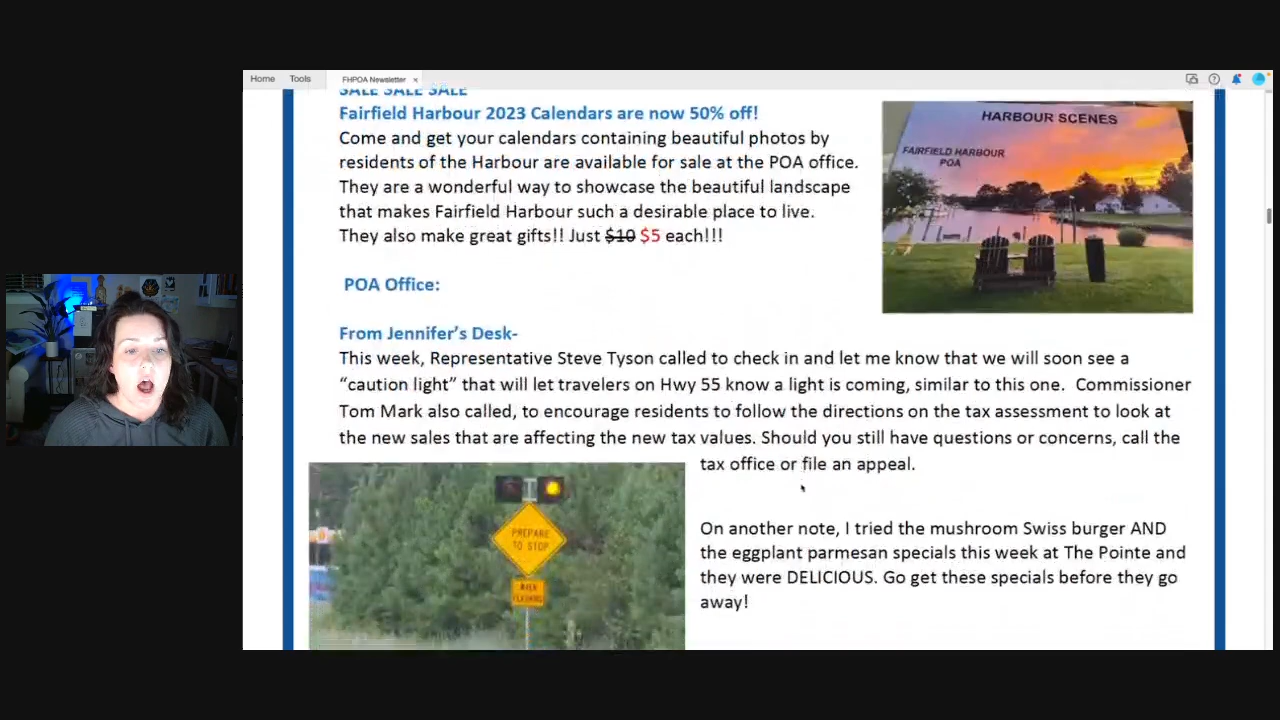 Home Tools FHPOA Newsletter ×
SALE SALE SALE
Fairfield Harbour 2023 Calendars are now 50% off!
Come and get your calendars containing beautiful photos by
residents of the Harbour are available for sale at the POA office.
They are a wonderful way to showcase the beautiful landscape
that makes Fairfield Harbour such a desirable place to live.
They also make great gifts!! Just $10 $5 each!!!
HARBOUR SCENES
FAIRFIELD HARBOUR
POA
POA Office:
From Jennifer's Desk-
This week, Representative Steve Tyson called to check in and let me know that we will soon see a
“caution light” that will let travelers on Hwy 55 know a light is coming, similar to this one. Commissioner
Tom Mark also called, to encourage residents to follow the directions on the tax assessment to look at
the new sales that are affecting the new tax values. Should you still have questions or concerns, call the
tax office or file an appeal.
PREPARE
TO STOP
WHEN
FLASHING
On another note, I tried the mushroom Swiss burger AND
the eggplant parmesan specials this week at The Pointe and
they were DELICIOUS. Go get these specials before they go
away!